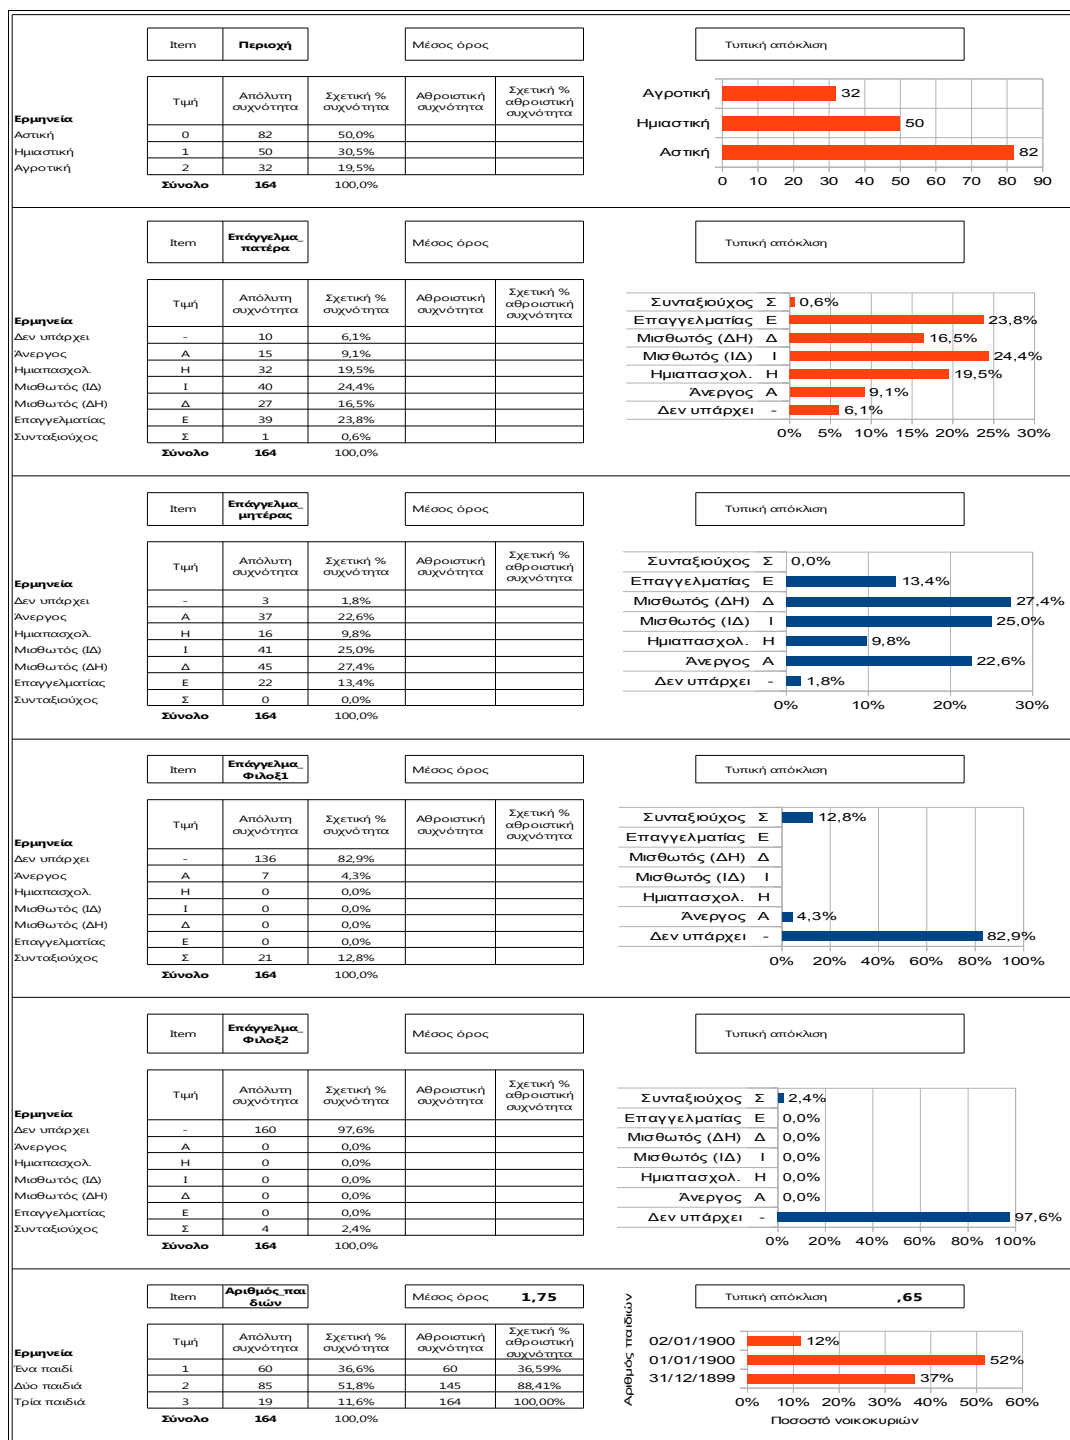 Item Περιοχή Μέσος όρος Τυπική απόκλιση
Ερμηνεία Τιμή Απόλυτη συχνότητα Σχετική % συχνότητα Αθροιστική συχνότητα Σχετική % αθροιστική συχνότητα
Αστική 0 82 50,0%
Ημιαστική 1 50 30,5%
Αγροτική 2 32 19,5%
Σύνολο 164 100,0%
Αγροτική 32
Ημιαστική 50
Αστική 82
0 10 20 30 40 50 60 70 80 90
Item Επάγγελμα_πατέρα Μέσος όρος Τυπική απόκλιση
Ερμηνεία Τιμή Απόλυτη συχνότητα Σχετική % συχνότητα Αθροιστική συχνότητα Σχετική % αθροιστική συχνότητα
Δεν υπάρχει - 10 6,1%
Άνεργος Α 15 9,1%
Ημιαπασχολ. Η 32 19,5%
Μισθωτός (ΙΔ) Ι 40 24,4%
Μισθωτός (ΔΗ) Δ 27 16,5%
Επαγγελματίας Ε 39 23,8%
Συνταξιούχος Σ 1 0,6%
Σύνολο 164 100,0%
Συνταξιούχος Σ 0,6%
Επαγγελματίας Ε 23,8%
Μισθωτός (ΔΗ) Δ 16,5%
Μισθωτός (ΙΔ) Ι 24,4%
Ημιαπασχολ. Η 19,5%
Άνεργος Α 9,1%
Δεν υπάρχει - 6,1%
0% 5% 10% 15% 20% 25% 30%
Item Επάγγελμα_μητέρας Μέσος όρος Τυπική απόκλιση
Ερμηνεία Τιμή Απόλυτη συχνότητα Σχετική % συχνότητα Αθροιστική συχνότητα Σχετική % αθροιστική συχνότητα
Δεν υπάρχει - 3 1,8%
Άνεργος Α 37 22,6%
Ημιαπασχολ. Η 16 9,8%
Μισθωτός (ΙΔ) Ι 41 25,0%
Μισθωτός (ΔΗ) Δ 45 27,4%
Επαγγελματίας Ε 22 13,4%
Συνταξιούχος Σ 0 0,0%
Σύνολο 164 100,0%
Συνταξιούχος Σ 0,0%
Επαγγελματίας Ε 13,4%
Μισθωτός (ΔΗ) Δ 27,4%
Μισθωτός (ΙΔ) Ι 25,0%
Ημιαπασχολ. Η 9,8%
Άνεργος Α 22,6%
Δεν υπάρχει - 1,8%
0% 10% 20% 30%
Item Επάγγελμα_Φιλοξ1 Μέσος όρος Τυπική απόκλιση
Ερμηνεία Τιμή Απόλυτη συχνότητα Σχετική % συχνότητα Αθροιστική συχνότητα Σχετική % αθροιστική συχνότητα
Δεν υπάρχει - 136 82,9%
Άνεργος Α 7 4,3%
Ημιαπασχολ. Η 0 0,0%
Μισθωτός (ΙΔ) Ι 0 0,0%
Μισθωτός (ΔΗ) Δ 0 0,0%
Επαγγελματίας Ε 0 0,0%
Συνταξιούχος Σ 21 12,8%
Σύνολο 164 100,0%
Συνταξιούχος Σ 12,8%
Επαγγελματίας Ε
Μισθωτός (ΔΗ) Δ
Μισθωτός (ΙΔ) Ι
Ημιαπασχολ. Η
Άνεργος Α 4,3%
Δεν υπάρχει - 82,9%
0% 20% 40% 60% 80% 100%
Item Επάγγελμα_Φιλοξ2 Μέσος όρος Τυπική απόκλιση
Ερμηνεία Τιμή Απόλυτη συχνότητα Σχετική % συχνότητα Αθροιστική συχνότητα Σχετική % αθροιστική συχνότητα
Δεν υπάρχει - 160 97,6%
Άνεργος Α 0 0,0%
Ημιαπασχολ. Η 0 0,0%
Μισθωτός (ΙΔ) Ι 0 0,0%
Μισθωτός (ΔΗ) Δ 0 0,0%
Επαγγελματίας Ε 0 0,0%
Συνταξιούχος Σ 4 2,4%
Σύνολο 164 100,0%
Συνταξιούχος Σ 2,4%
Επαγγελματίας Ε 0,0%
Μισθωτός (ΔΗ) Δ 0,0%
Μισθωτός (ΙΔ) Ι 0,0%
Ημιαπασχολ. Η 0,0%
Άνεργος Α 0,0%
Δεν υπάρχει - 97,6%
0% 20% 40% 60% 80% 100%
Item Αριθμός_παιδιών Μέσος όρος 1,75 Τυπική απόκλιση ,65
Ερμηνεία Τιμή Απόλυτη συχνότητα Σχετική % συχνότητα Αθροιστική συχνότητα Σχετική % αθροιστική συχνότητα
Ένα παιδί 1 60 36,6% 60 36,59%
Δύο παιδιά 2 85 51,8% 145 88,41%
Τρία παιδιά 3 19 11,6% 164 100,00%
Σύνολο 164 100,0%
Αριθμός παιδιών
02/01/1900 12%
01/01/1900 52%
31/12/1899 37%
0% 10% 20% 30% 40% 50% 60%
Ποσοστό νοικοκυριών